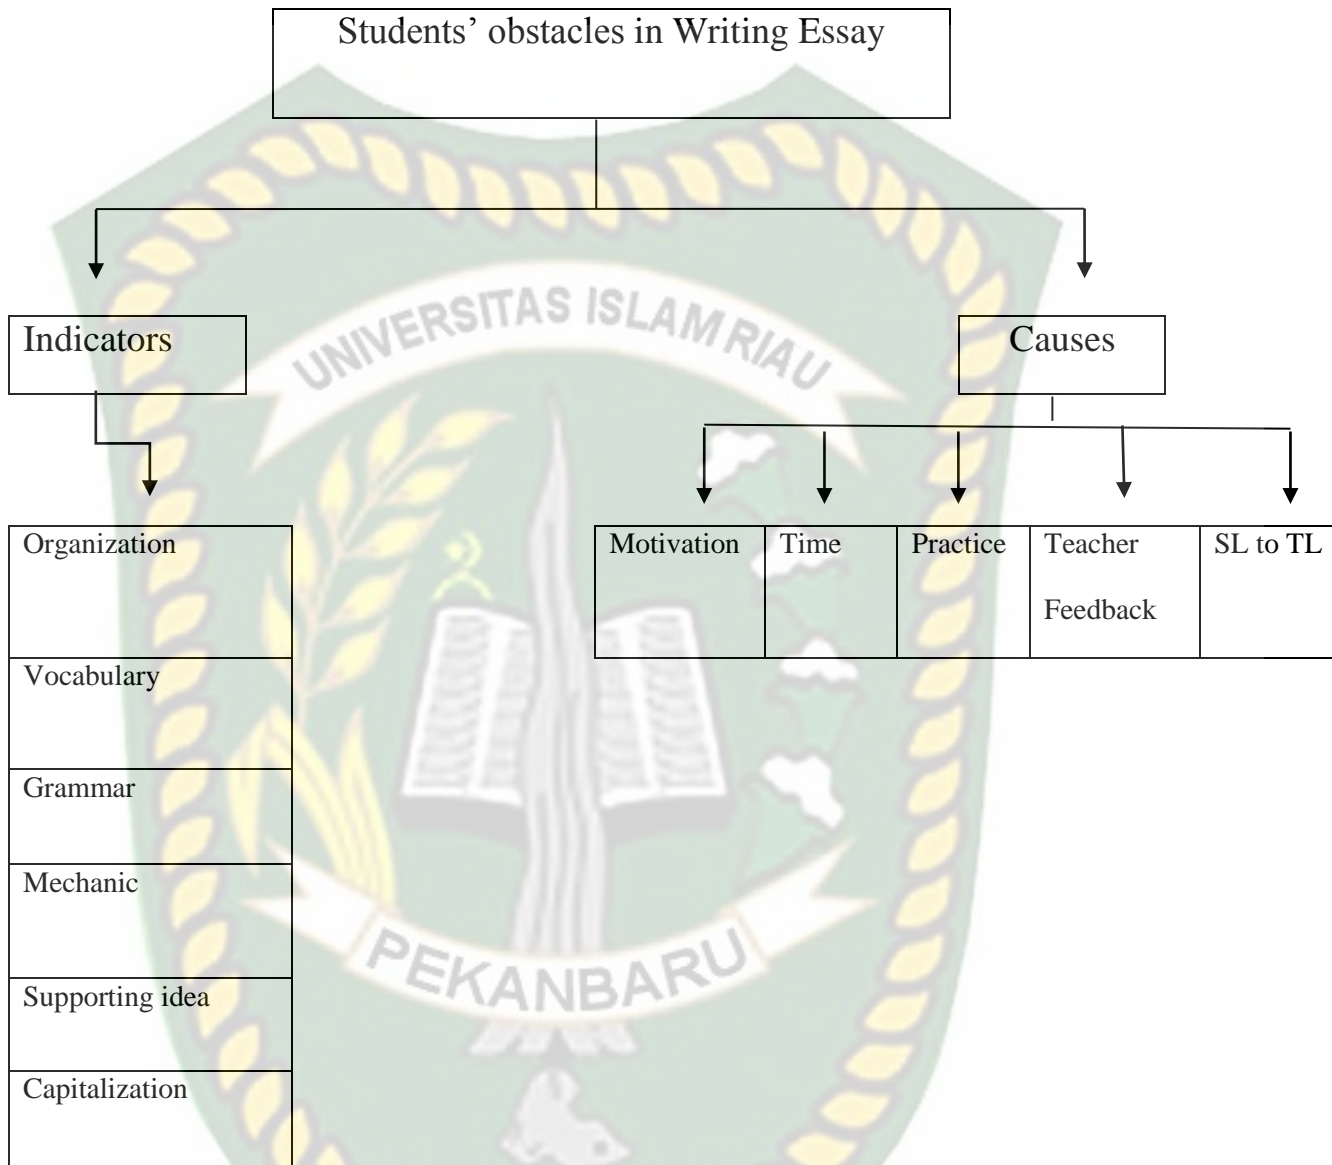 Students’ obstacles in Writing Essay
UNIVERSITAS ISLAM RIAU
Indicators
Causes
Organization
Motivation
Time
Practice
Teacher
Feedback
SL to TL
Vocabulary
Grammar
Mechanic
Supporting idea
Capitalization
PEKANBARU